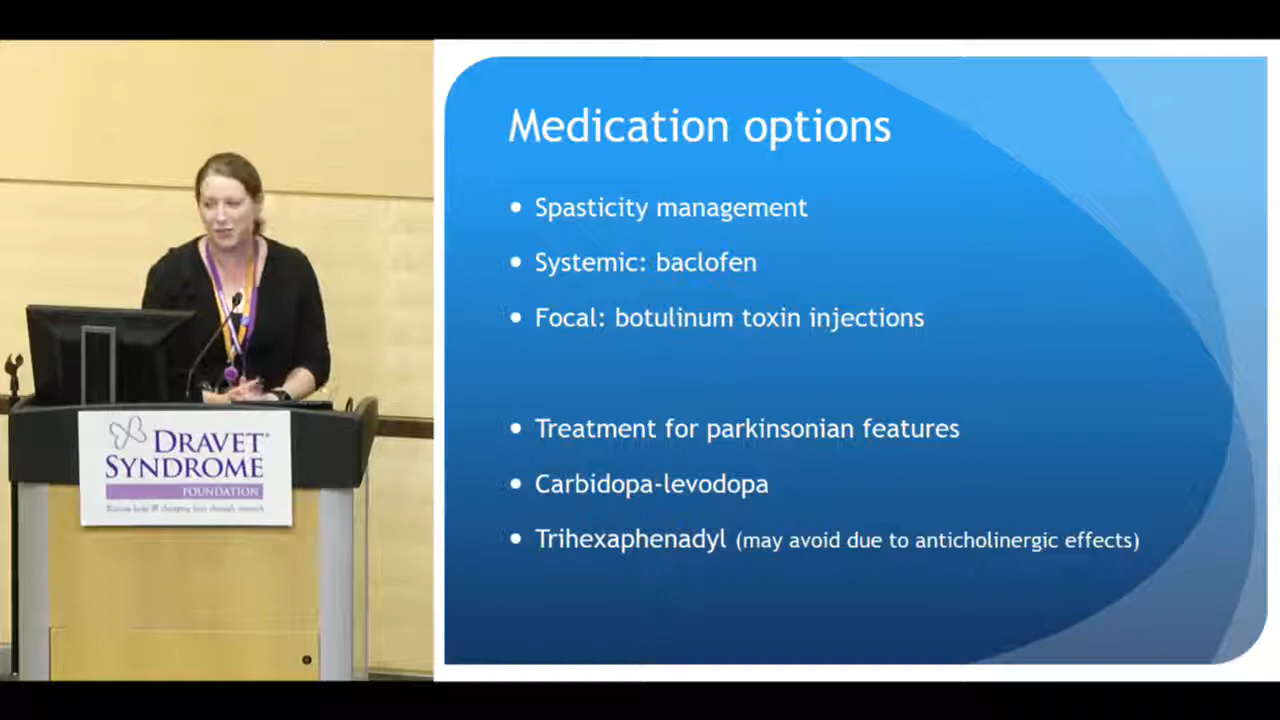 Medication options
• Spasticity management
• Systemic: baclofen
• Focal: botulinum toxin injections
• Treatment for parkinsonian features
• Carbidopa-levodopa
• Trihexaphenadyl (may avoid due to anticholinergic effects)
DRAVET®
SYNDROME
FOUNDATION